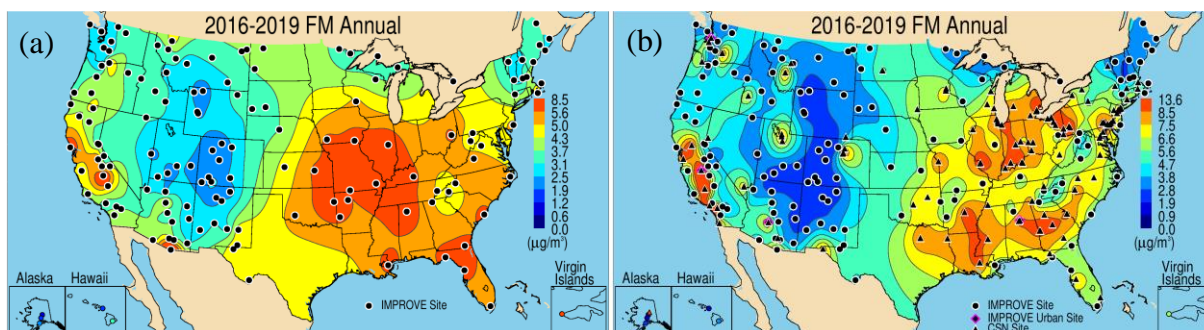 2016-2019 FM Annual
(a)
8.5
5.6
5.0
4.3
3.7
3.1
2.5
1.9
1.2
0.6
0.0
(µg/m³)
Alaska
Hawaii
Virgin
Islands
IMPROVE Site
2016-2019 FM Annual
(b)
13.6
8.5
7.5
6.6
5.6
4.7
3.8
2.8
1.9
0.9
0.0
(µg/m³)
Alaska
Hawaii
Virgin
Islands
IMPROVE Site
IMPROVE Urban Site
CSN Site